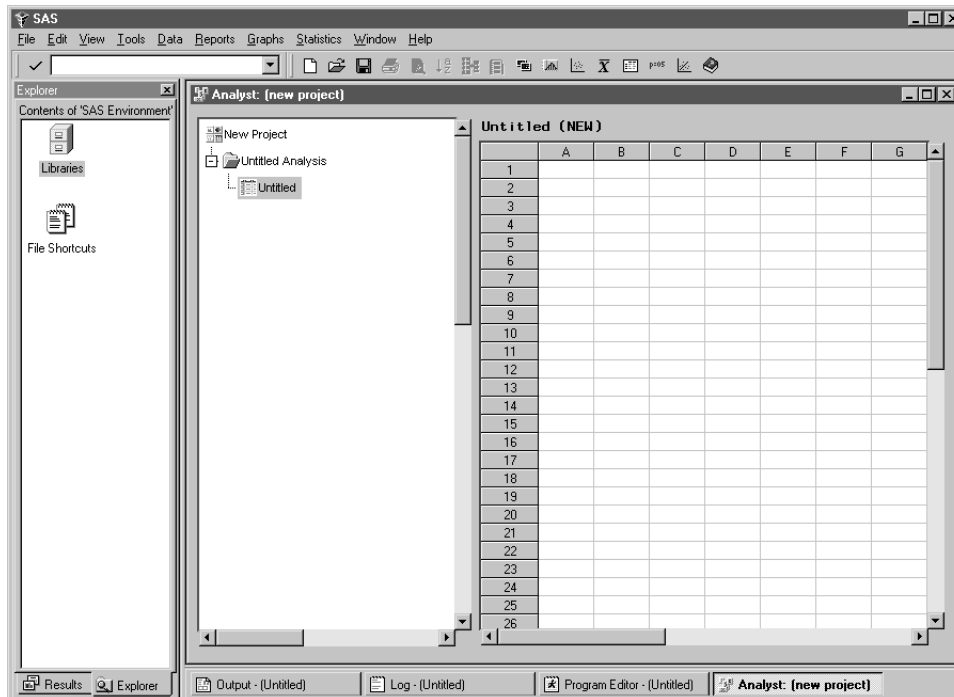 SAS
File Edit View Tools Data Reports Graphs Statistics Window Help
Explorer
Contents of 'SAS Environment'
Libraries
File Shortcuts
Analyst: (new project)
New Project
Untitled Analysis
Untitled
Untitled (NEW)
A B C D E F G
1
2
3
4
5
6
7
8
9
10
11
12
13
14
15
16
17
18
19
20
21
22
23
24
25
26
Results Explorer
Output - (Untitled) Log - (Untitled) Program Editor - (Untitled) Analyst: (new project)